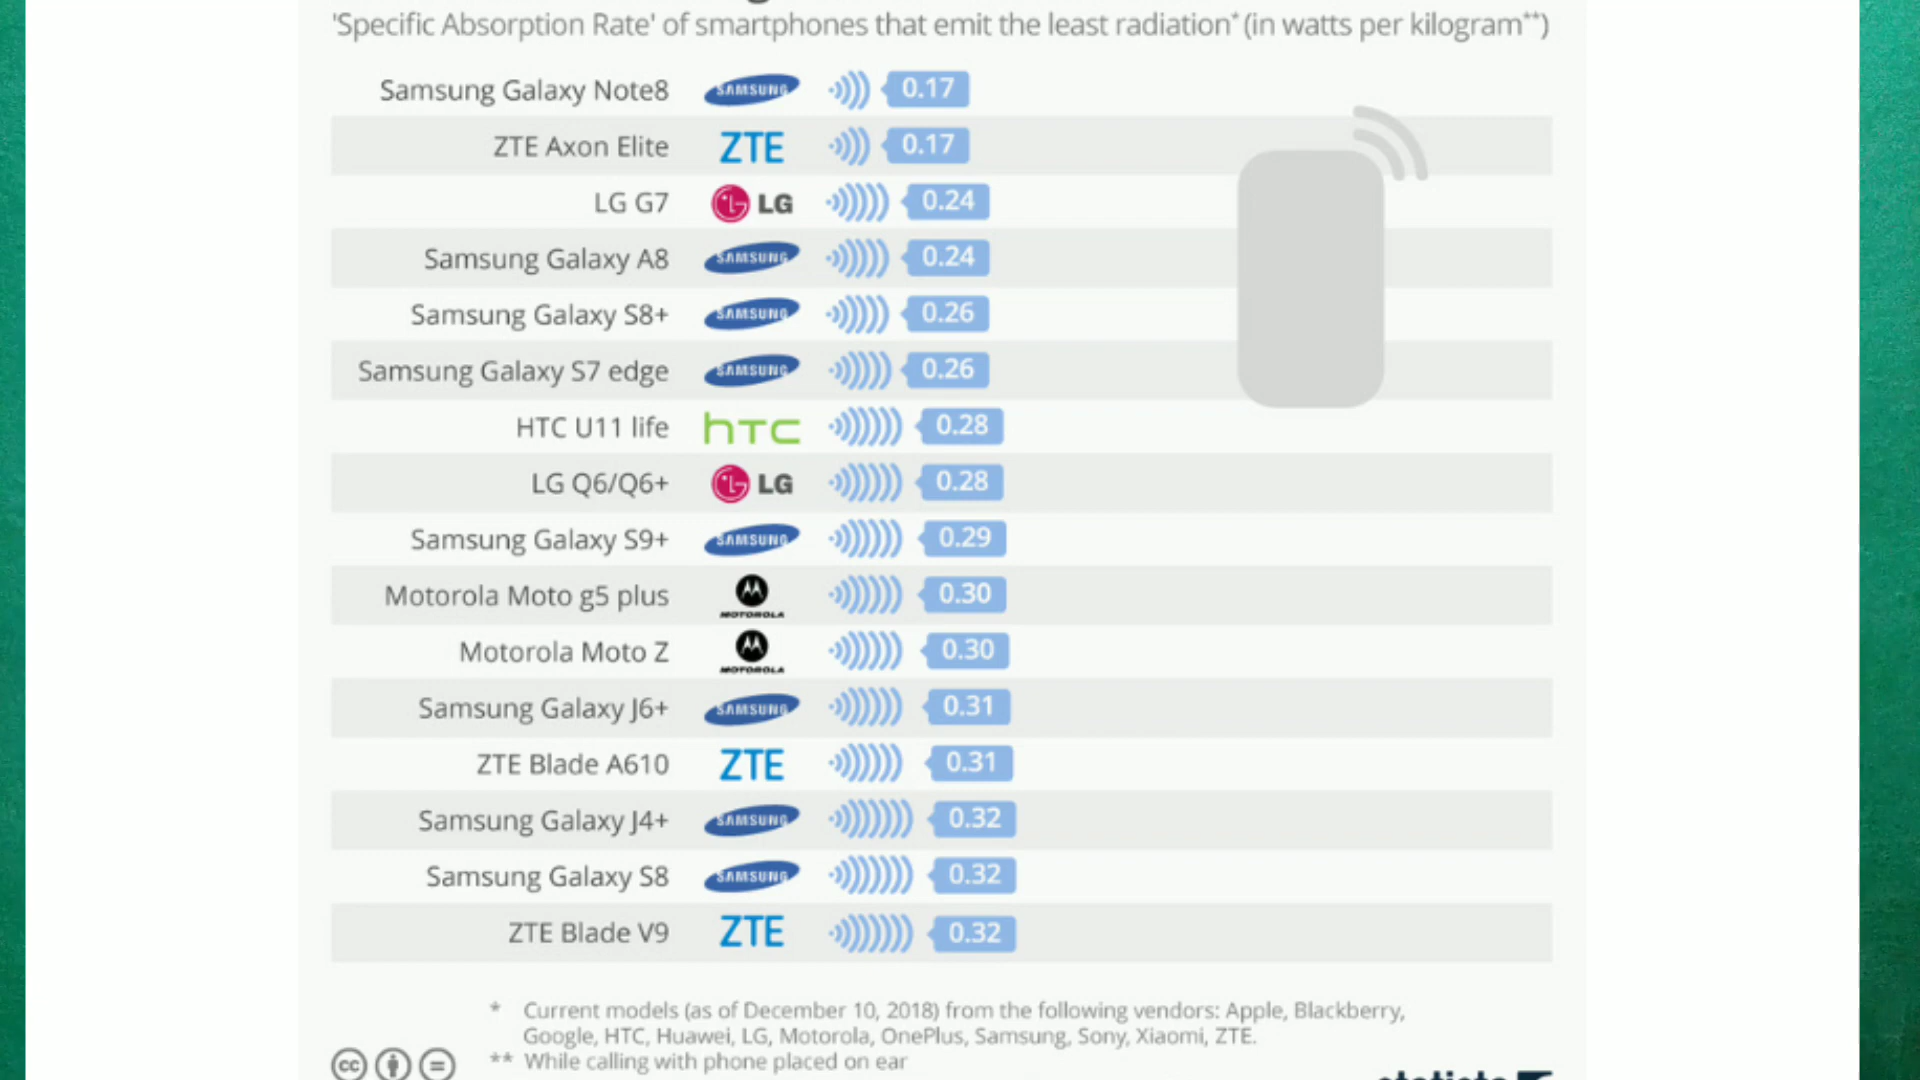 'Specific Absorption Rate' of smartphones that emit the least radiation* (in watts per kilogram**)
Samsung Galaxy Note8 SAMSUNG 0.17
ZTE Axon Elite ZTE 0.17
LG G7 LG 0.24
Samsung Galaxy A8 SAMSUNG 0.24
Samsung Galaxy S8+ SAMSUNG 0.26
Samsung Galaxy S7 edge SAMSUNG 0.26
HTC U11 life hTC 0.28
LG Q6/Q6+ LG 0.28
Samsung Galaxy S9+ SAMSUNG 0.29
Motorola Moto g5 plus MOTOROLA 0.30
Motorola Moto Z MOTOROLA 0.30
Samsung Galaxy J6+ SAMSUNG 0.31
ZTE Blade A610 ZTE 0.31
Samsung Galaxy J4+ SAMSUNG 0.32
Samsung Galaxy S8 SAMSUNG 0.32
ZTE Blade V9 ZTE 0.32
* Current models (as of December 10, 2018) from the following vendors: Apple, Blackberry,
Google, HTC, Huawei, LG, Motorola, OnePlus, Samsung, Sony, Xiaomi, ZTE.
** While calling with phone placed on ear
cc
statista